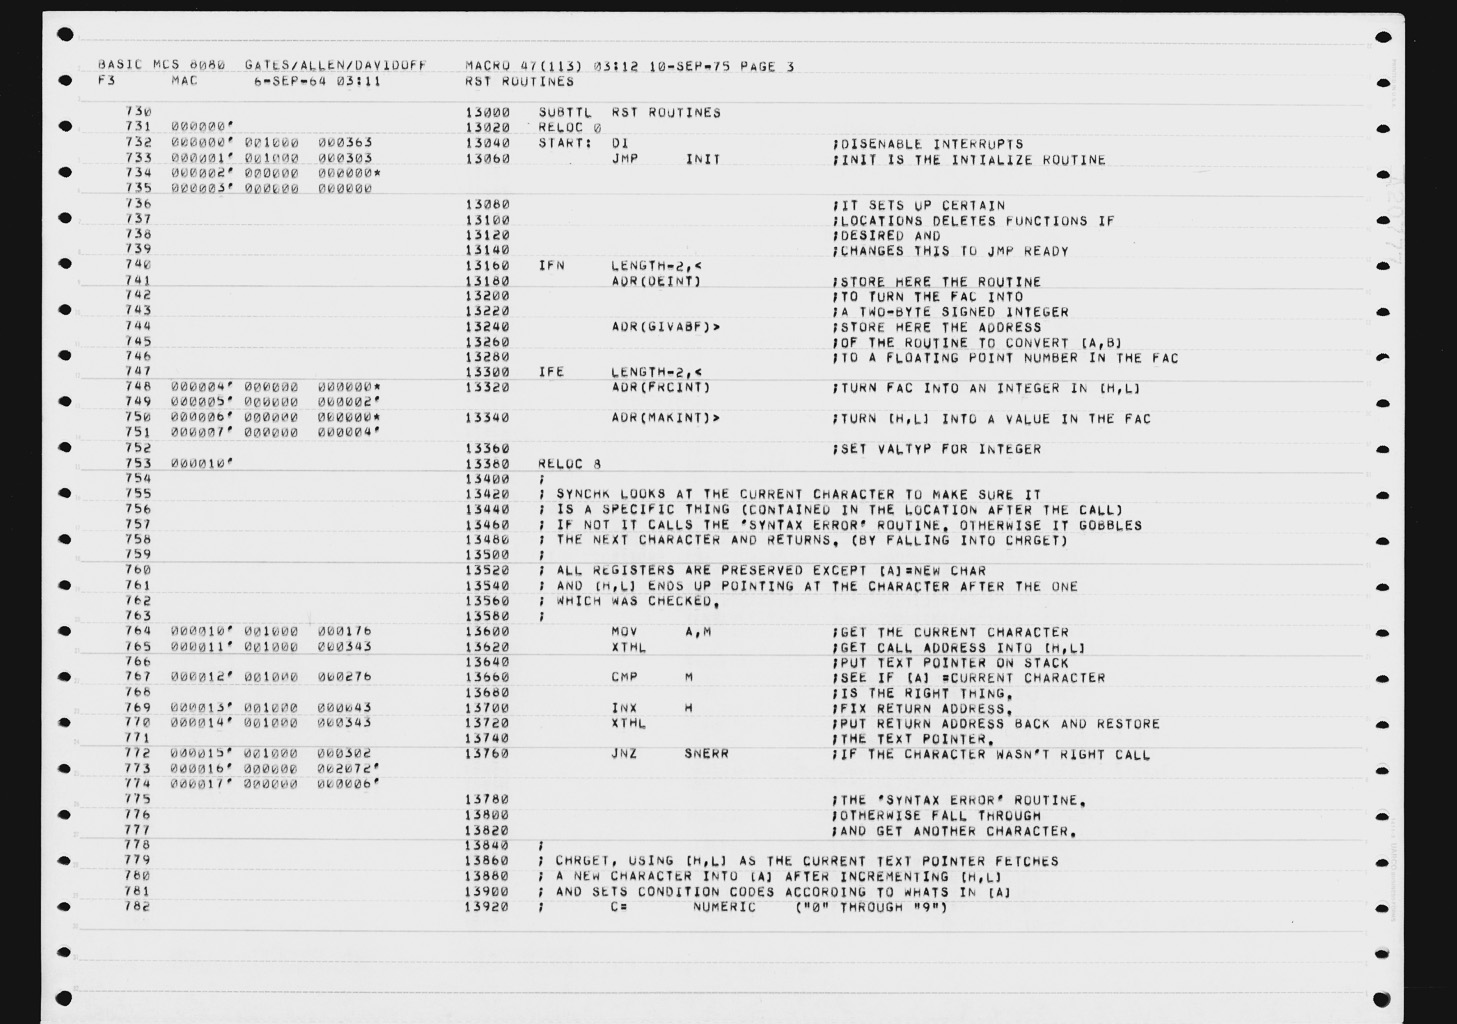 BASIC MCS 8080  GATES/ALLEN/DAVIDOFF    MACRO 47(113) 03:12 10-SEP-75 PAGE 3
F3      MAC      6-SEP-64 03:11         RST ROUTINES
730                                     13000   SUBTTL  RST ROUTINES
731  000000'                            13020   RELOC 0
732  000000' 001000  000363             13040   START:  DI                      ;DISENABLE INTERRUPTS
733  000001' 001000  000303             13060           JMP     INIT            ;INIT IS THE INTIALIZE ROUTINE
734  000002' 000000  000000*
735  000003' 000000  000000
736                                     13080                                   ;IT SETS UP CERTAIN
737                                     13100                                   ;LOCATIONS DELETES FUNCTIONS IF
738                                     13120                                   ;DESIRED AND
739                                     13140                                   ;CHANGES THIS TO JMP READY
740                                     13160   IFN     LENGTH-2,<
741                                     13180           ADR(DEINT)              ;STORE HERE THE ROUTINE
742                                     13200                                   ;TO TURN THE FAC INTO
743                                     13220                                   ;A TWO-BYTE SIGNED INTEGER
744                                     13240           ADR(GIVABF)>            ;STORE HERE THE ADDRESS
745                                     13260                                   ;OF THE ROUTINE TO CONVERT [A,B]
746                                     13280                                   ;TO A FLOATING POINT NUMBER IN THE FAC
747                                     13300   IFE     LENGTH-2,<
748  000004' 000000  000000*            13320           ADR(FRCINT)             ;TURN FAC INTO AN INTEGER IN [H,L]
749  000005' 000000  000002'
750  000006' 000000  000000*            13340           ADR(MAKINT)>            ;TURN [H,L] INTO A VALUE IN THE FAC
751  000007' 000000  000004'
752                                     13360                                   ;SET VALTYP FOR INTEGER
753  000010'                            13380   RELOC 8
754                                     13400   ;
755                                     13420   ; SYNCHK LOOKS AT THE CURRENT CHARACTER TO MAKE SURE IT
756                                     13440   ; IS A SPECIFIC THING (CONTAINED IN THE LOCATION AFTER THE CALL)
757                                     13460   ; IF NOT IT CALLS THE "SYNTAX ERROR" ROUTINE, OTHERWISE IT GOBBLES
758                                     13480   ; THE NEXT CHARACTER AND RETURNS, (BY FALLING INTO CHRGET)
759                                     13500   ;
760                                     13520   ; ALL REGISTERS ARE PRESERVED EXCEPT [A]=NEW CHAR
761                                     13540   ; AND [H,L] ENDS UP POINTING AT THE CHARACTER AFTER THE ONE
762                                     13560   ; WHICH WAS CHECKED.
763                                     13580   ;
764  000010' 001000  000176             13600           MOV     A,M             ;GET THE CURRENT CHARACTER
765  000011' 001000  000343             13620           XTHL                    ;GET CALL ADDRESS INTO [H,L]
766                                     13640                                   ;PUT TEXT POINTER ON STACK
767  000012' 001000  000276             13660           CMP     M               ;SEE IF [A] =CURRENT CHARACTER
768                                     13680                                   ;IS THE RIGHT THING.
769  000013' 001000  000043             13700           INX     H               ;FIX RETURN ADDRESS.
770  000014' 001000  000343             13720           XTHL                    ;PUT RETURN ADDRESS BACK AND RESTORE
771                                     13740                                   ;THE TEXT POINTER.
772  000015' 001000  000302             13760           JNZ     SNERR           ;IF THE CHARACTER WASN'T RIGHT CALL
773  000016' 000000  002072'
774  000017' 000000  000006'
775                                     13780                                   ;THE "SYNTAX ERROR" ROUTINE.
776                                     13800                                   ;OTHERWISE FALL THROUGH
777                                     13820                                   ;AND GET ANOTHER CHARACTER.
778                                     13840   ;
779                                     13860   ; CHRGET, USING [H,L] AS THE CURRENT TEXT POINTER FETCHES
780                                     13880   ; A NEW CHARACTER INTO [A] AFTER INCREMENTING [H,L]
781                                     13900   ; AND SETS CONDITION CODES ACCORDING TO WHATS IN [A]
782                                     13920   ;       C=       NUMERIC    ("0" THROUGH "9")